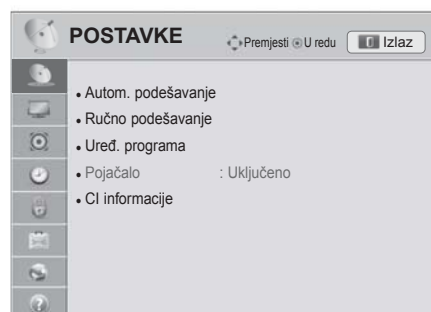 POSTAVKE Premjesti U redu Izlaz
• Autom. podešavanje
• Ručno podešavanje
• Uređ. programa
• Pojačalo : Uključeno
• CI informacije